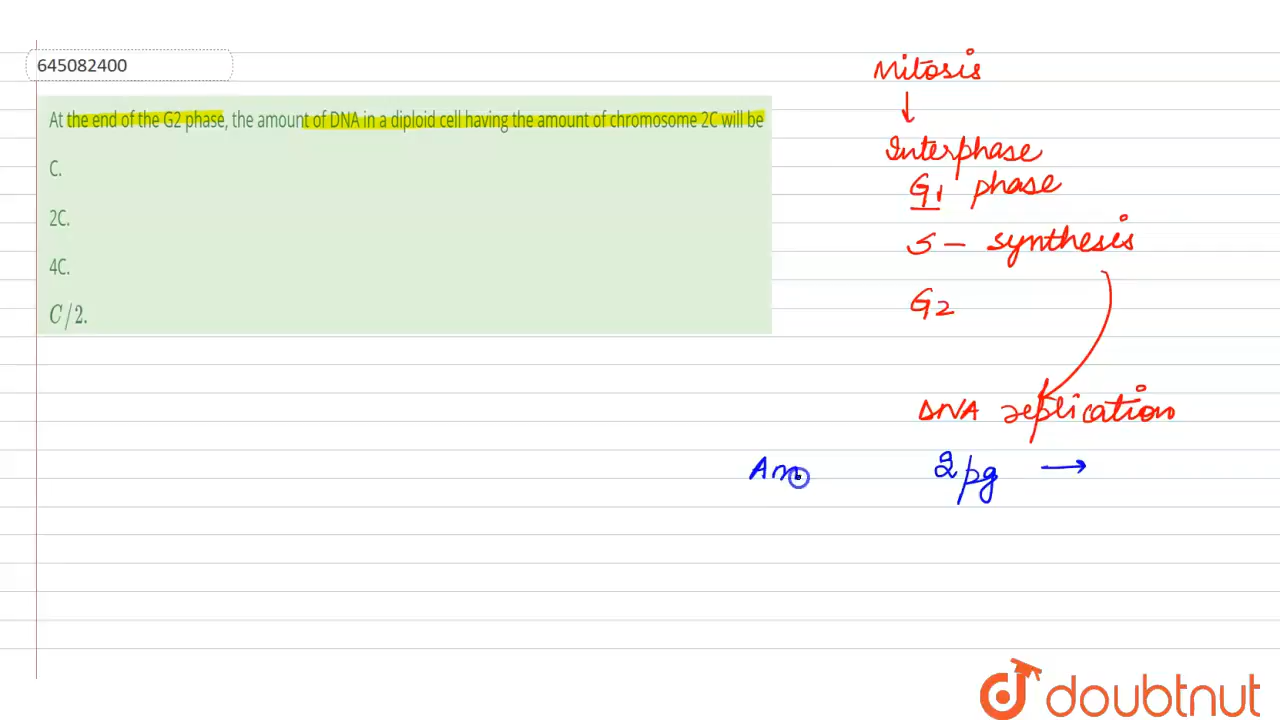 645082400
At the end of the G2 phase, the amount of DNA in a diploid cell having the amount of chromosome 2C will be
C.
2C.
4C.
C/2.
Mitosis
↓
Interphase
G1 phase
S - synthesis
G2
DNA replication
Am 2pg →
doubtnut